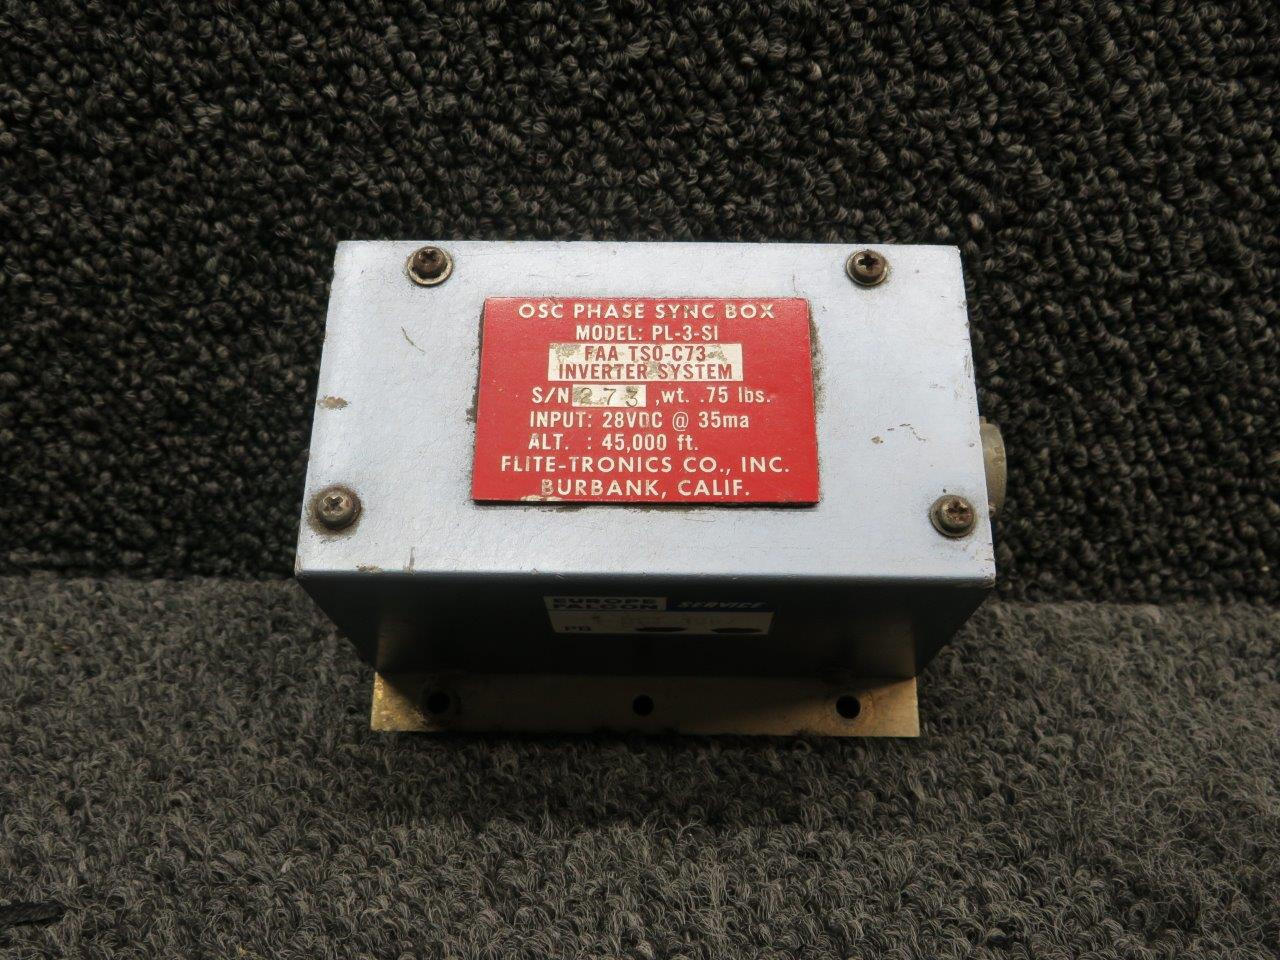 OSC PHASE SYNC BOX
MODEL: PL-3-SI
FAA TSO-C73
INVERTER SYSTEM
S/N 273 ,wt. .75 lbs.
INPUT: 28VDC @ 35ma
ALT. : 45,000 ft.
FLITE-TRONICS CO., INC.
BURBANK, CALIF.
EUROPE FALCON SERVICE
PB